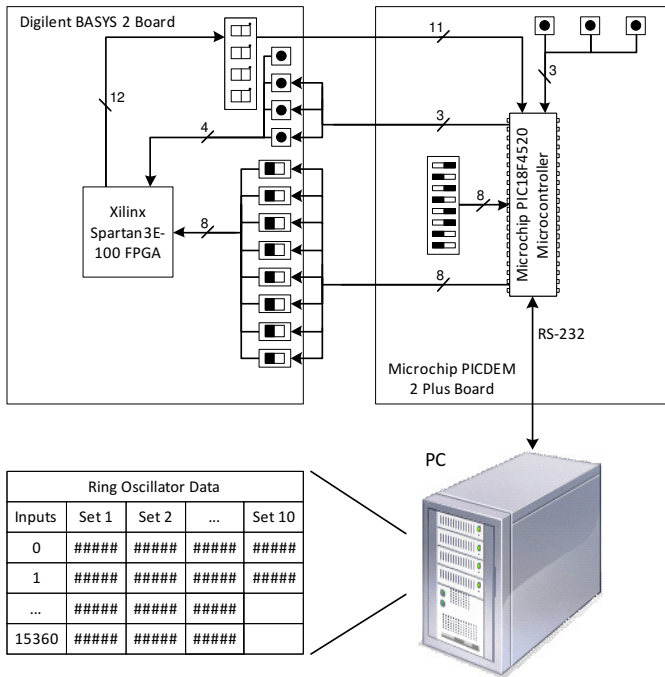 Digilent BASYS 2 Board
11
3
12
4
3
Xilinx
Spartan 3E-
100 FPGA
8
8
8
Microchip PIC18F4520
Microcontroller
RS-232
Microchip PICDEM
2 Plus Board
PC
Ring Oscillator Data
Inputs Set 1 Set 2 ... Set 10
0 ##### ##### ##### #####
1 ##### ##### ##### #####
... ##### ##### #####
15360 ##### ##### #####